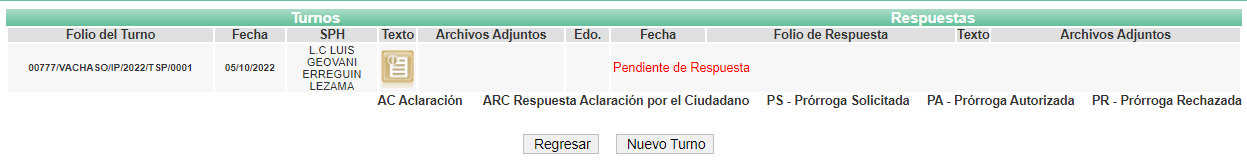 Turnos Respuestas
Folio del Turno Fecha SPH Texto Archivos Adjuntos Edo. Fecha Folio de Respuesta Texto Archivos Adjuntos
00777/VACHASO/IP/2022/TSP/0001 05/10/2022 L.C LUIS
GEOVANI
ERREGUIN
LEZAMA
Pendiente de Respuesta
AC Aclaración ARC Respuesta Aclaración por el Ciudadano PS - Prórroga Solicitada PA - Prórroga Autorizada PR - Prórroga Rechazada
Regresar Nuevo Turno